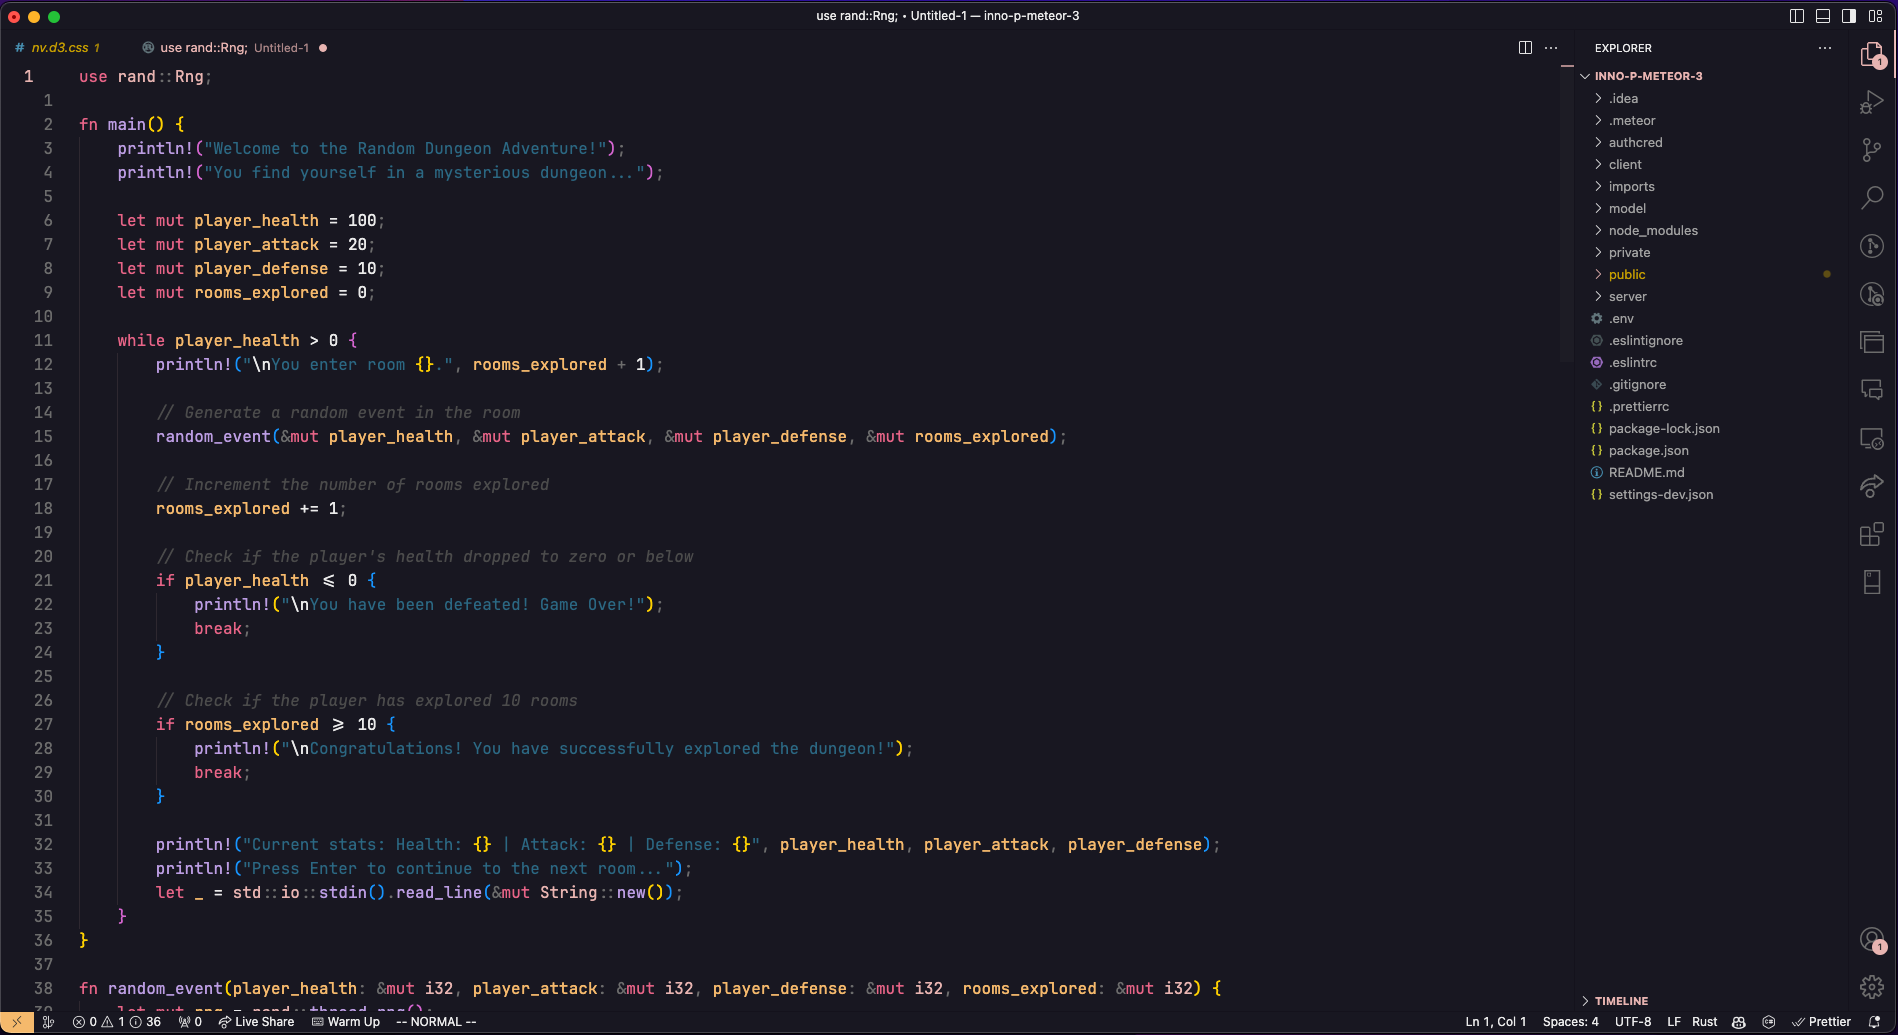 use rand::Rng; • Untitled-1 — inno-p-meteor-3
# nv.d3.css 1
use rand::Rng; Untitled-1
EXPLORER
1 use rand::Rng;
1
2 fn main() {
3 println!("Welcome to the Random Dungeon Adventure!");
4 println!("You find yourself in a mysterious dungeon...");
5
6 let mut player_health = 100;
7 let mut player_attack = 20;
8 let mut player_defense = 10;
9 let mut rooms_explored = 0;
10
11 while player_health > 0 {
12 println!("\nYou enter room {}.", rooms_explored + 1);
13
14 // Generate a random event in the room
15 random_event(&mut player_health, &mut player_attack, &mut player_defense, &mut rooms_explored);
16
17 // Increment the number of rooms explored
18 rooms_explored += 1;
19
20 // Check if the player's health dropped to zero or below
21 if player_health <= 0 {
22 println!("\nYou have been defeated! Game Over!");
23 break;
24 }
25
26 // Check if the player has explored 10 rooms
27 if rooms_explored >= 10 {
28 println!("\nCongratulations! You have successfully explored the dungeon!");
29 break;
30 }
31
32 println!("Current stats: Health: {} | Attack: {} | Defense: {}", player_health, player_attack, player_defense);
33 println!("Press Enter to continue to the next room...");
34 let _ = std::io::stdin().read_line(&mut String::new());
35 }
36 }
37
38 fn random_event(player_health: &mut i32, player_attack: &mut i32, player_defense: &mut i32, rooms_explored: &mut i32) {
39 let mut rng = rand::thread_rng();
INNO-P-METEOR-3
.idea
.meteor
authcred
client
imports
model
node_modules
private
public
server
.env
.eslintignore
.eslintrc
.gitignore
{} .prettierrc
{} package-lock.json
{} package.json
README.md
{} settings-dev.json
TIMELINE
1
1
0 1 36 0 Live Share Warm Up -- NORMAL --
Ln 1, Col 1 Spaces: 4 UTF-8 LF Rust Prettier